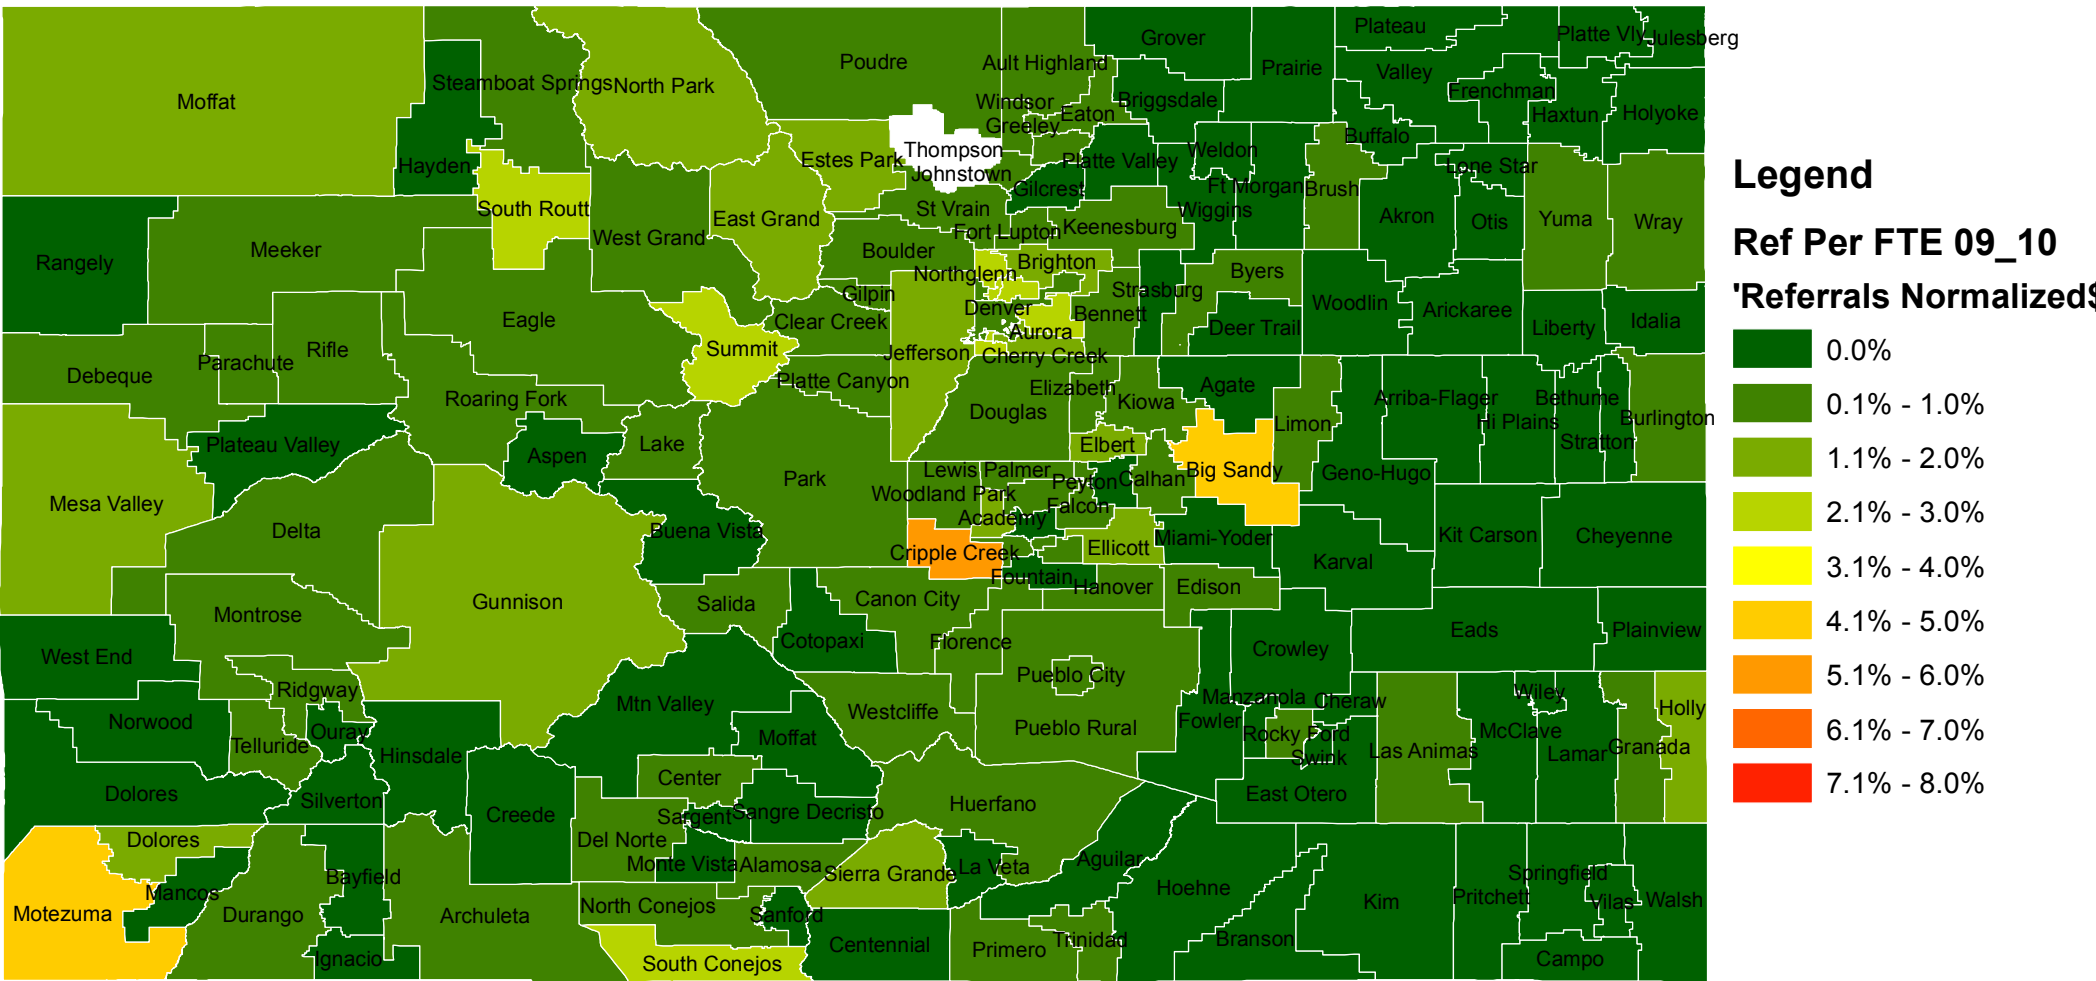 Grover
Plateau
Platte Vly
Julesberg
Poudre
Ault Highland
Prairie
Valley
Steamboat Springs
North Park
Frenchman
Moffat
Windsor
Briggsdale
Eaton
Haxtun
Holyoke
Greeley
Buffalo
Thompson
Weldon
Estes Park
Platte Valley
Hayden
Johnstown
Lone Star
Gilcrest
Ft Morgan
Brush
South Routt
St Vrain
Wiggins
Akron
Otis
Yuma
Wray
East Grand
Keenesburg
West Grand
Fort Lupton
Rangely
Meeker
Boulder
Brighton
Northglenn
Byers
Gilpin
Strasburg
Woodlin
Denver
Bennett
Arickaree
Eagle
Clear Creek
Aurora
Deer Trail
Liberty
Idalia
Summit
Rifle
Parachute
Jefferson
Cherry Creek
Debeque
Platte Canyon
Elizabeth
Agate
Roaring Fork
Kiowa
Arriba-Flager
Bethume
Douglas
Limon
Hi Plains
Burlington
Plateau Valley
Lake
Elbert
Stratton
Aspen
Lewis Palmer
Big Sandy
Geno-Hugo
Park
Peyton
Calhan
Mesa Valley
Woodland Park
Falcon
Delta
Buena Vista
Academy
Ellicott
Miami-Yoder
Kit Carson
Cheyenne
Cripple Creek
Karval
Fountain
Hanover
Edison
Gunnison
Salida
Canon City
Montrose
Cotopaxi
Florence
Eads
Plainview
West End
Crowley
Pueblo City
Ridgway
Mtn Valley
Manzanola
Cheraw
Wiley
Norwood
Westcliffe
Fowler
Holly
Ouray
Pueblo Rural
McClave
Telluride
Moffat
Rocky Ford
Hinsdale
Swink
Las Animas
Lamar
Granada
Center
Dolores
Silverton
Huerfano
East Otero
Creede
Sargent
Sangre Decristo
Dolores
Del Norte
Monte Vista
Alamosa
Sierra Grande
La Veta
Aguilar
Bayfield
Springfield
Mancos
Hoehne
Kim
Pritchett
Vilas
Walsh
Motezuma
Durango
Archuleta
North Conejos
Sanford
Centennial
Primero
Trinidad
Branson
Ignacio
South Conejos
Campo
Legend
Ref Per FTE 09_10
'Referrals Normalized$
0.0%
0.1% - 1.0%
1.1% - 2.0%
2.1% - 3.0%
3.1% - 4.0%
4.1% - 5.0%
5.1% - 6.0%
6.1% - 7.0%
7.1% - 8.0%